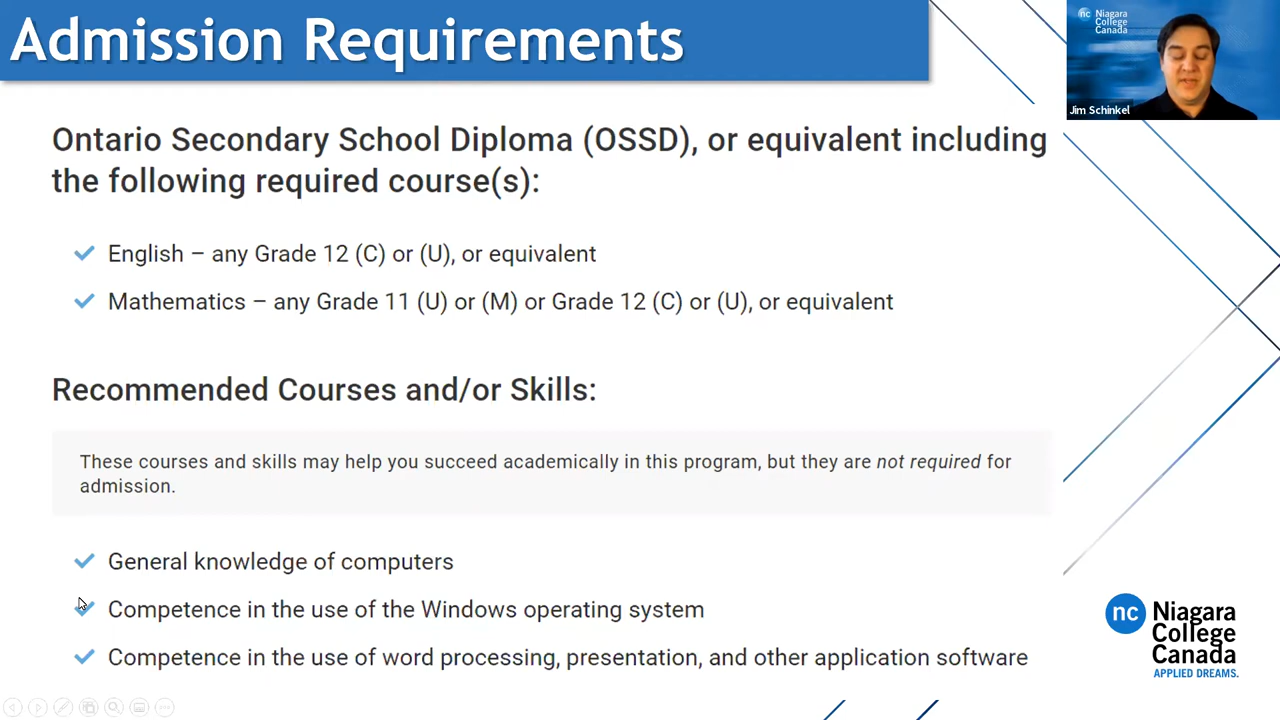 Admission Requirements
nc Niagara
College
Canada
Jim Schinkel
Ontario Secondary School Diploma (OSSD), or equivalent including
the following required course(s):
English – any Grade 12 (C) or (U), or equivalent
Mathematics – any Grade 11 (U) or (M) or Grade 12 (C) or (U), or equivalent
Recommended Courses and/or Skills:
These courses and skills may help you succeed academically in this program, but they are not required for
admission.
General knowledge of computers
Competence in the use of the Windows operating system
Competence in the use of word processing, presentation, and other application software
nc Niagara
College
Canada
APPLIED DREAMS.